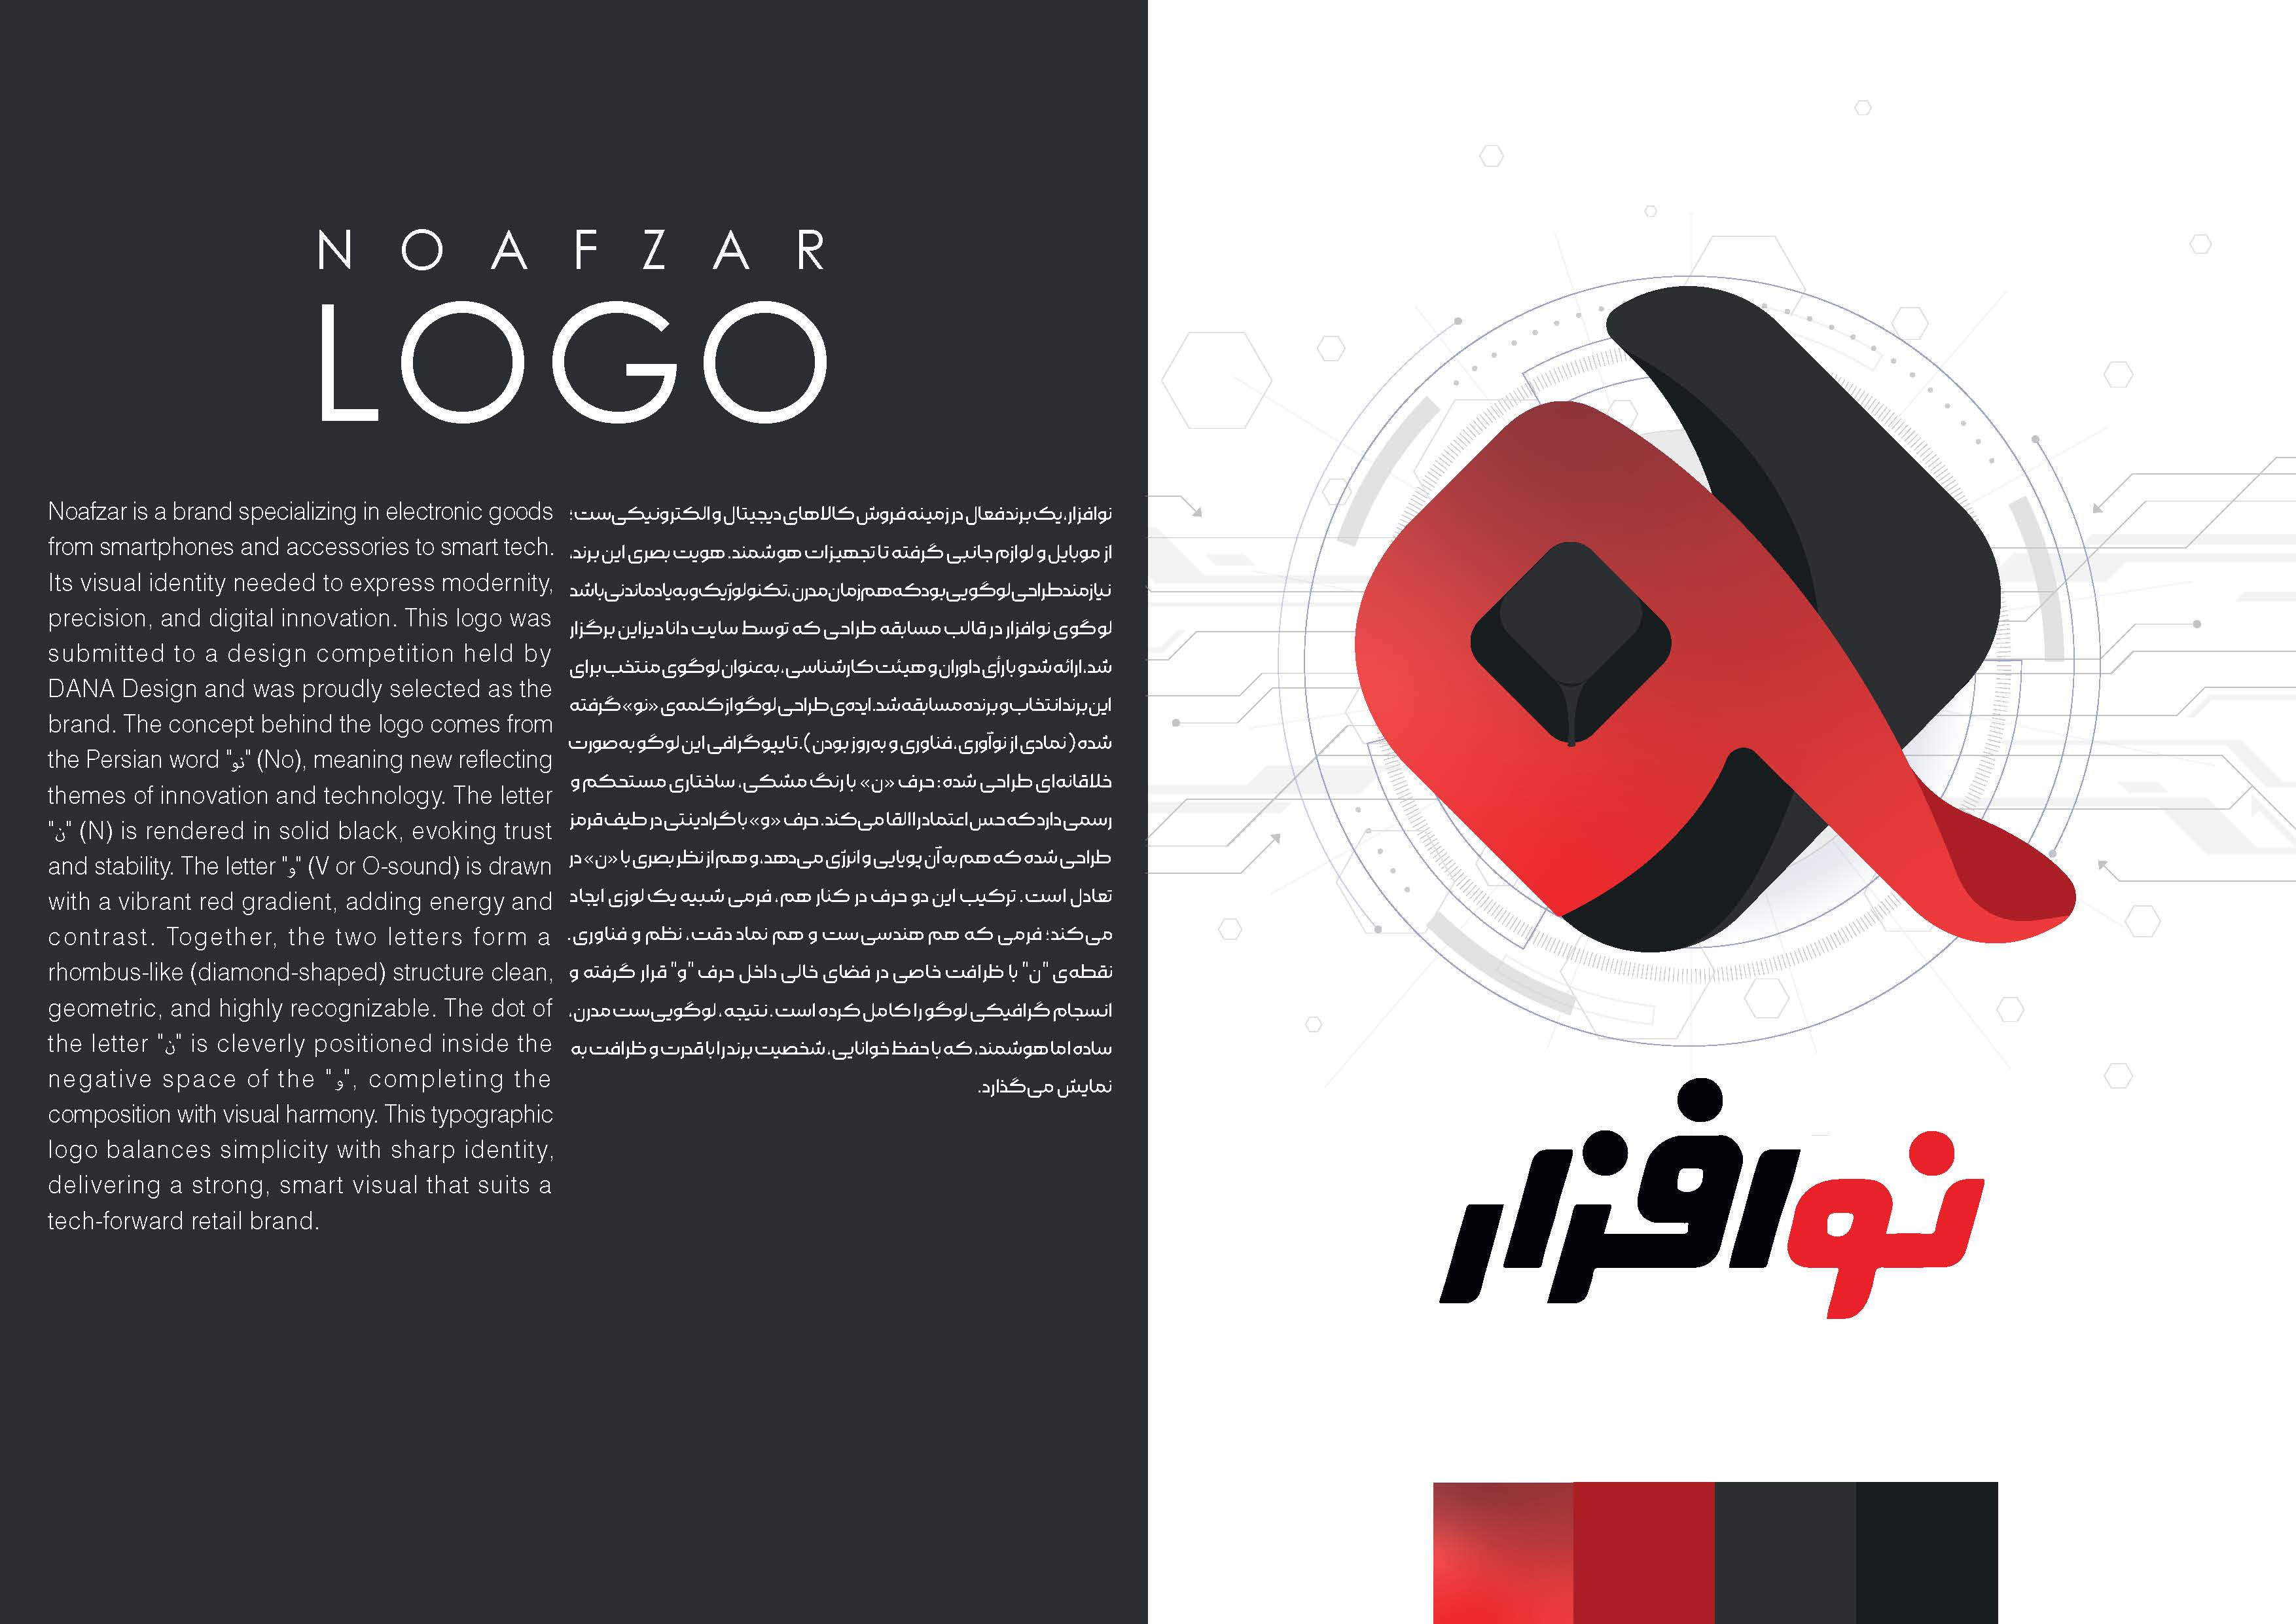 NOAFZAR
LOGO
Noafzar is a brand specializing in electronic goods
from smartphones and accessories to smart tech.
Its visual identity needed to express modernity,
precision, and digital innovation. This logo was
submitted to a design competition held by
DANA Design and was proudly selected as the
brand. The concept behind the logo comes from
the Persian word "نو" (No), meaning new reflecting
themes of innovation and technology. The letter
"ن" (N) is rendered in solid black, evoking trust
and stability. The letter "و" (V or O-sound) is drawn
with a vibrant red gradient, adding energy and
contrast. Together, the two letters form a
rhombus-like (diamond-shaped) structure clean,
geometric, and highly recognizable. The dot of
the letter "ن" is cleverly positioned inside the
negative space of the "و", completing the
composition with visual harmony. This typographic
logo balances simplicity with sharp identity,
delivering a strong, smart visual that suits a
tech-forward retail brand.
نوافزار، یک برند فعال در زمینه فروش کالاهای دیجیتال و الکترونیکی‌ست؛
از موبایل و لوازم جانبی گرفته تا تجهیزات هوشمند. هویت بصری این برند،
نیازمند طراحی لوگویی بود که هم‌زمان مدرن، تکنولوژیک و به‌یادماندنی باشد
لوگوی نوافزار در قالب مسابقه طراحی که توسط سایت دانا دیزاین برگزار
شد، ارائه شد و با رأی داوران و هیئت کارشناسی، به‌عنوان لوگوی منتخب برای
این برند انتخاب و برنده مسابقه شد. ایده‌ی طراحی لوگو از کلمه‌ی «نو» گرفته
شده (نمادی از نوآوری، فناوری و به‌روز بودن). تایپوگرافی این لوگو به‌صورت
خلاقانه‌ای طراحی شده: حرف «ن» با رنگ مشکی، ساختاری مستحکم و
رسمی دارد که حس اعتماد را القا می‌کند. حرف «و» با گرادینتی در طیف قرمز
طراحی شده که هم به آن پویایی و انرژی می‌دهد، و هم از نظر بصری با «ن» در
تعادل است. ترکیب این دو حرف در کنار هم، فرمی شبیه یک لوزی ایجاد
می‌کند؛ فرمی که هم هندسی‌ست و هم نماد دقت، نظم و فناوری.
نقطه‌ی "ن" با ظرافت خاصی در فضای خالی داخل حرف "و" قرار گرفته و
انسجام گرافیکی لوگو را کامل کرده است. نتیجه، لوگویی‌ست مدرن،
ساده اما هوشمند، که با حفظ خوانایی، شخصیت برند را با قدرت و ظرافت به
نمایش می‌گذارد.
نوافزار